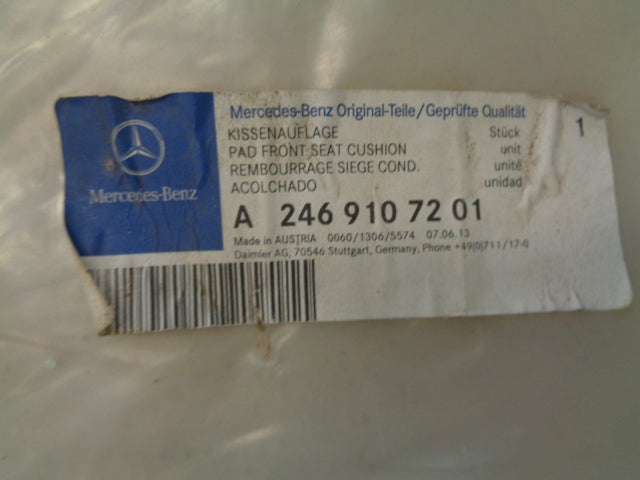 Mercedes-Benz
Mercedes-Benz Original-Teile/Geprüfte Qualität
KISSENAUFLAGE Stück 1
PAD FRONT SEAT CUSHION unit
REMBOURRAGE SIEGE COND. unité
ACOLCHADO unidad
A 246 910 72 01
Made in AUSTRIA 0060/1306/5574 07.06.13
Daimler AG, 70546 Stuttgart, Germany, Phone +49(0)711/17-0